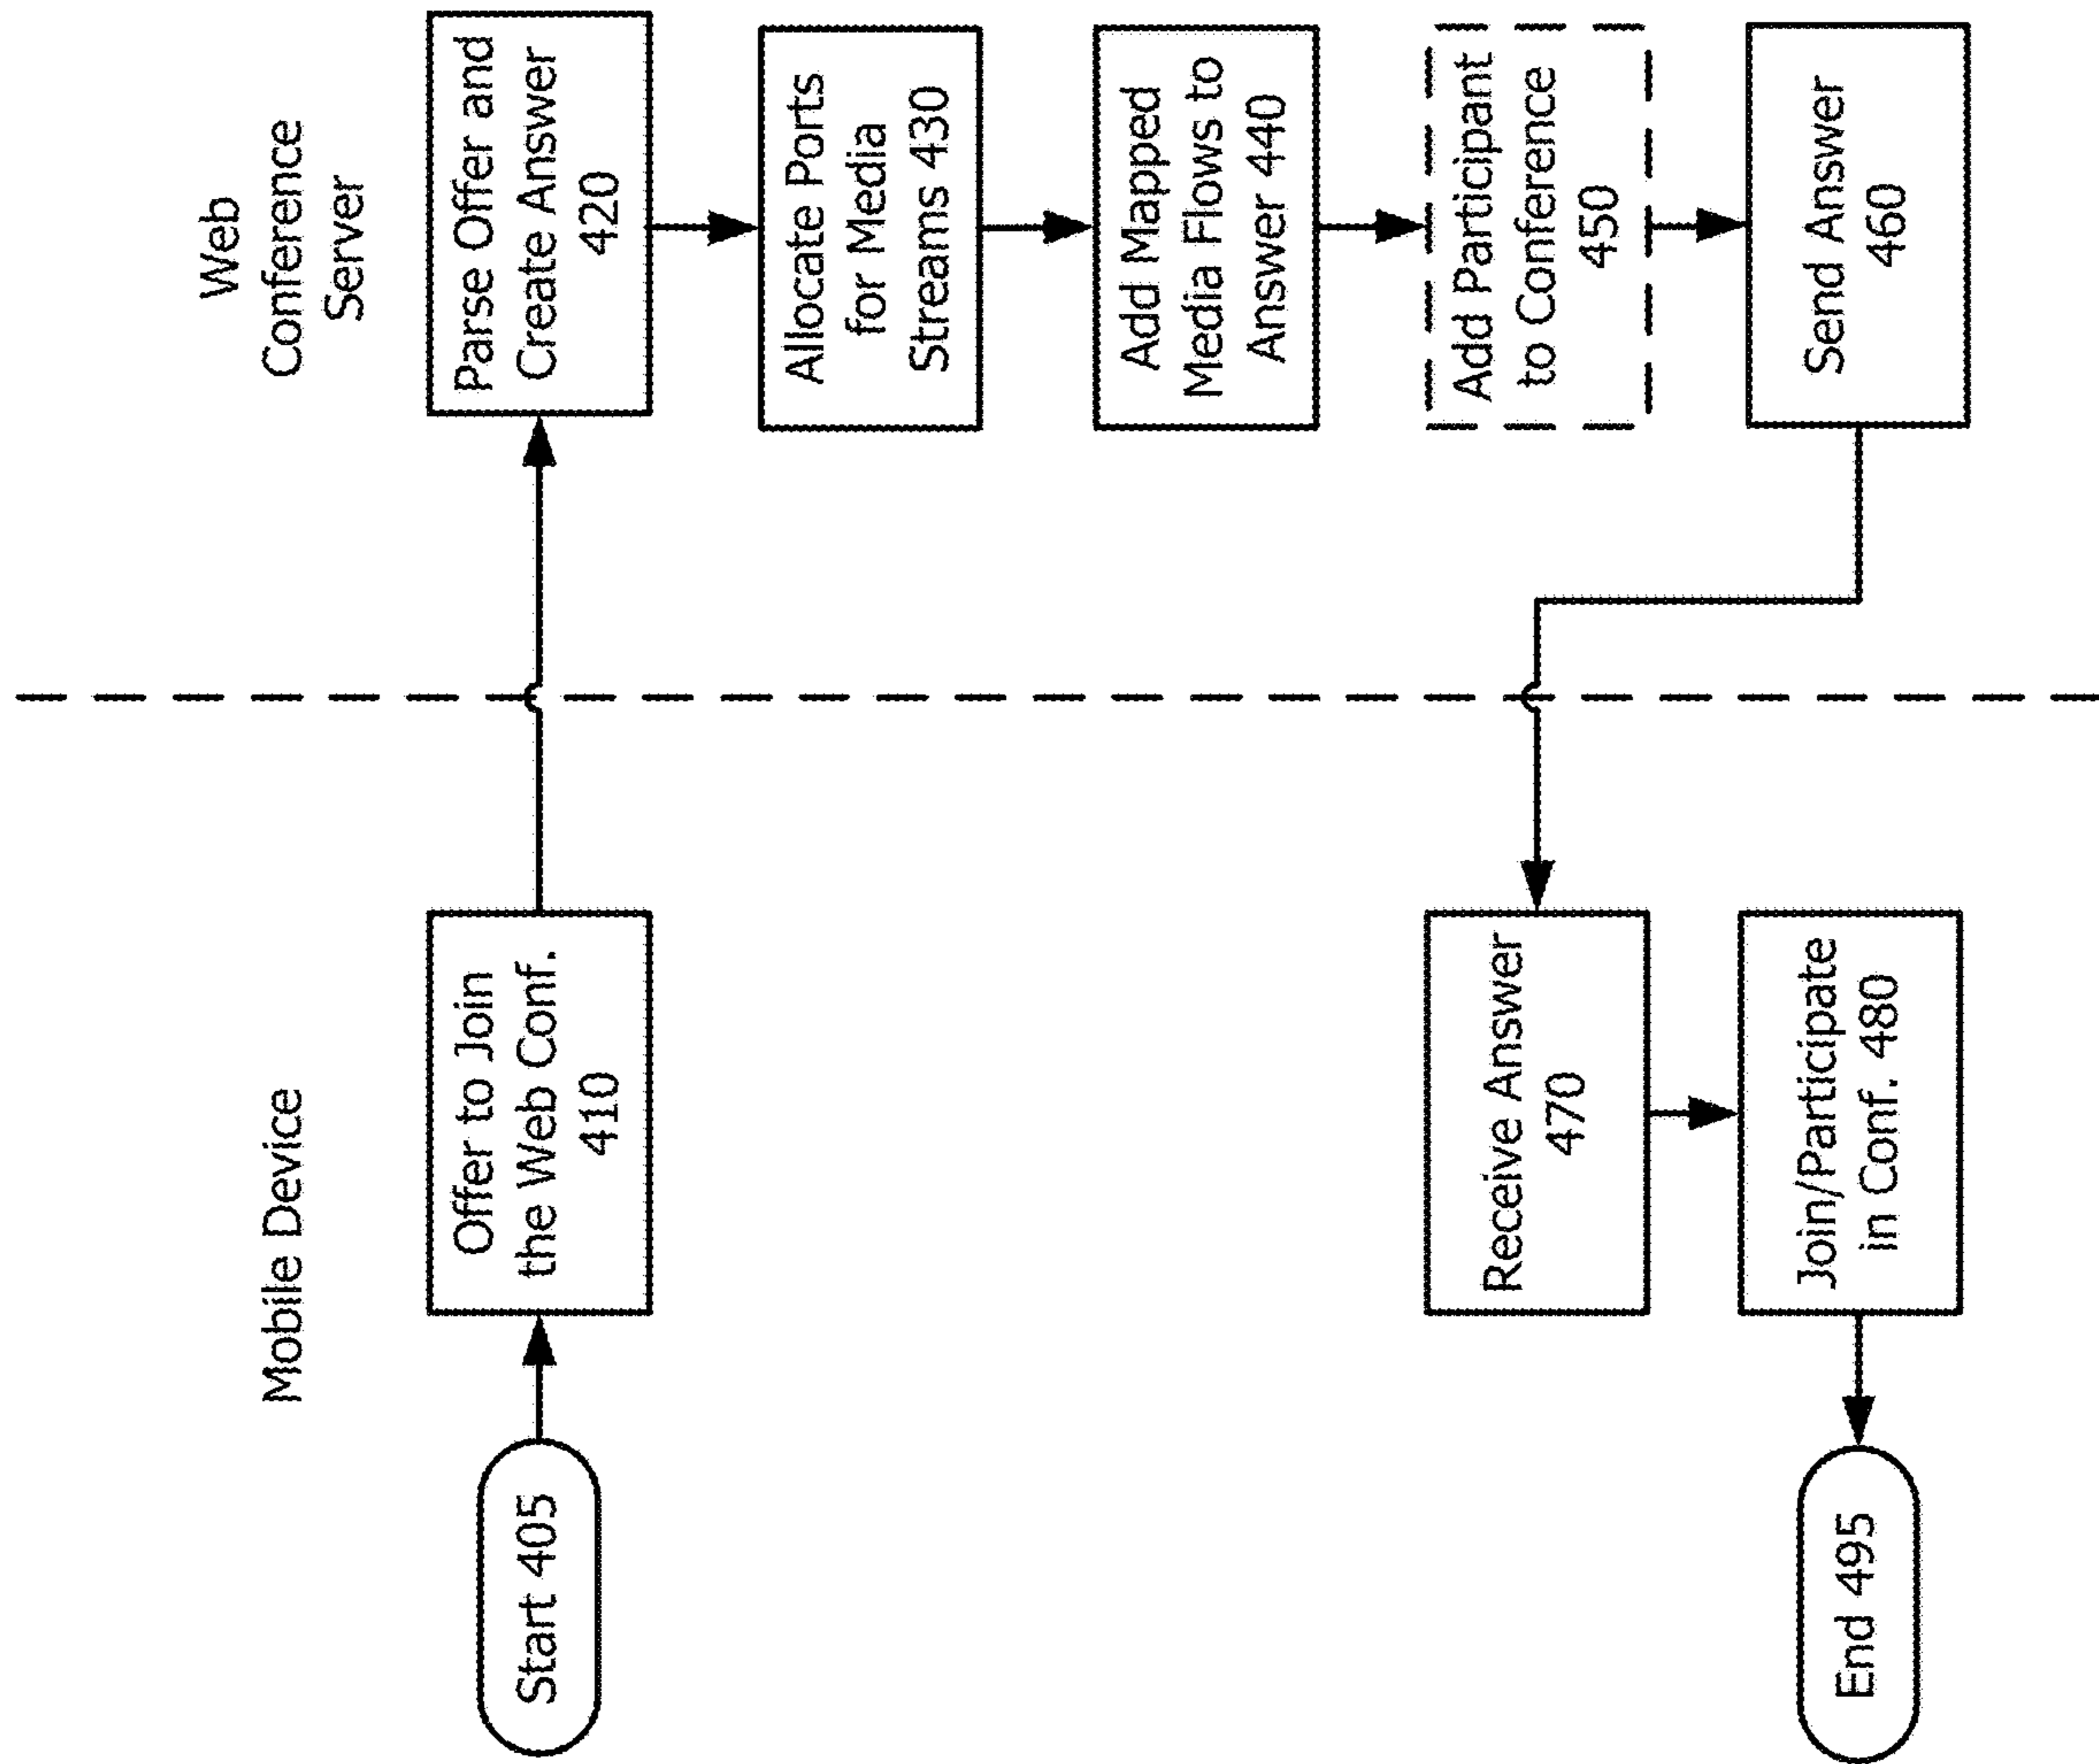 Mobile Device
Web
Conference
Server
Start 405
Offer to Join
the Web Conf.
410
Parse Offer and
Create Answer
420
Allocate Ports
for Media
Streams 430
Add Mapped
Media Flows to
Answer 440
Add Participant
to Conference
450
Send Answer
460
Receive Answer
470
Join/Participate
in Conf. 480
End 495